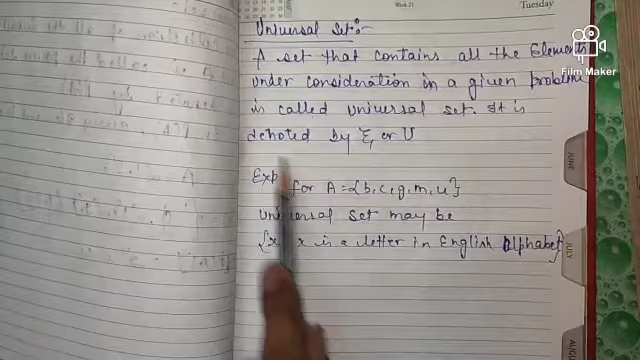 Week 21
Tuesday
Universal set:-
A set that contains all the Elements
under consideration in a given problem
is called universal set. It is
denoted by ξ or U
Exp for A = {b, c, g, m, u}
universal set may be
{x x is a letter in English Alphabet}
Film Maker
JUNE
JULY
AUG